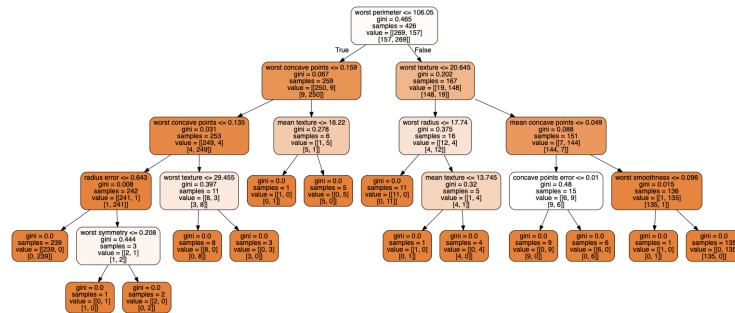 worst perimeter <= 106.05
gini = 0.465
samples = 426
value = [[269, 157]
[157, 269]]
True
False
worst concave points <= 0.159
gini = 0.067
samples = 259
value = [[250, 9]
[9, 250]]
worst texture <= 20.645
gini = 0.202
samples = 167
value = [[19, 148]
[148, 19]]
worst concave points <= 0.135
gini = 0.031
samples = 253
value = [[249, 4]
[4, 249]]
mean texture <= 16.22
gini = 0.278
samples = 6
value = [[1, 5]
[5, 1]]
worst radius <= 17.74
gini = 0.375
samples = 16
value = [[12, 4]
[4, 12]]
mean concave points <= 0.049
gini = 0.088
samples = 151
value = [[7, 144]
[144, 7]]
radius error <= 0.643
gini = 0.008
samples = 242
value = [[241, 1]
[1, 241]]
worst texture <= 29.455
gini = 0.397
samples = 11
value = [[8, 3]
[3, 8]]
gini = 0.0
samples = 1
value = [[1, 0]
[0, 1]]
gini = 0.0
samples = 5
value = [[0, 5]
[5, 0]]
gini = 0.0
samples = 11
value = [[11, 0]
[0, 11]]
mean texture <= 13.745
gini = 0.32
samples = 5
value = [[1, 4]
[4, 1]]
concave points error <= 0.01
gini = 0.48
samples = 15
value = [[6, 9]
[9, 6]]
worst smoothness <= 0.096
gini = 0.015
samples = 136
value = [[1, 135]
[135, 1]]
gini = 0.0
samples = 239
value = [[239, 0]
[0, 239]]
worst symmetry <= 0.208
gini = 0.444
samples = 3
value = [[2, 1]
[1, 2]]
gini = 0.0
samples = 8
value = [[8, 0]
[0, 8]]
gini = 0.0
samples = 3
value = [[0, 3]
[3, 0]]
gini = 0.0
samples = 1
value = [[1, 0]
[0, 1]]
gini = 0.0
samples = 4
value = [[0, 4]
[4, 0]]
gini = 0.0
samples = 9
value = [[0, 9]
[9, 0]]
gini = 0.0
samples = 6
value = [[6, 0]
[0, 6]]
gini = 0.0
samples = 1
value = [[1, 0]
[0, 1]]
gini = 0.0
samples = 135
value = [[0, 135]
[135, 0]]
gini = 0.0
samples = 1
value = [[0, 1]
[1, 0]]
gini = 0.0
samples = 2
value = [[2, 0]
[0, 2]]